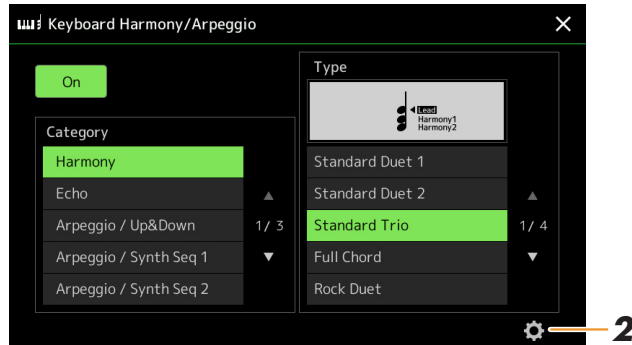 Keyboard Harmony/Arpeggio
On
Category
Harmony
Echo
Arpeggio / Up&Down
Arpeggio / Synth Seq 1
Arpeggio / Synth Seq 2
1/ 3
Type
Lead
Harmony1
Harmony2
Standard Duet 1
Standard Duet 2
Standard Trio
Full Chord
Rock Duet
1/ 4
2